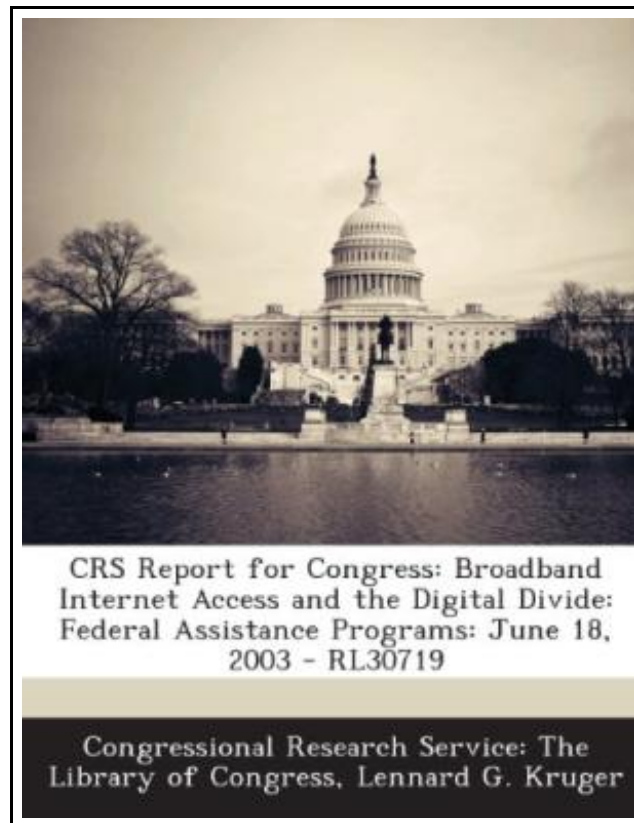 CRS Report for Congress: Broadband
Internet Access and the Digital Divide:
Federal Assistance Programs: June 18,
2003 - RL30719
Congressional Research Service: The
Library of Congress, Lennard G. Kruger